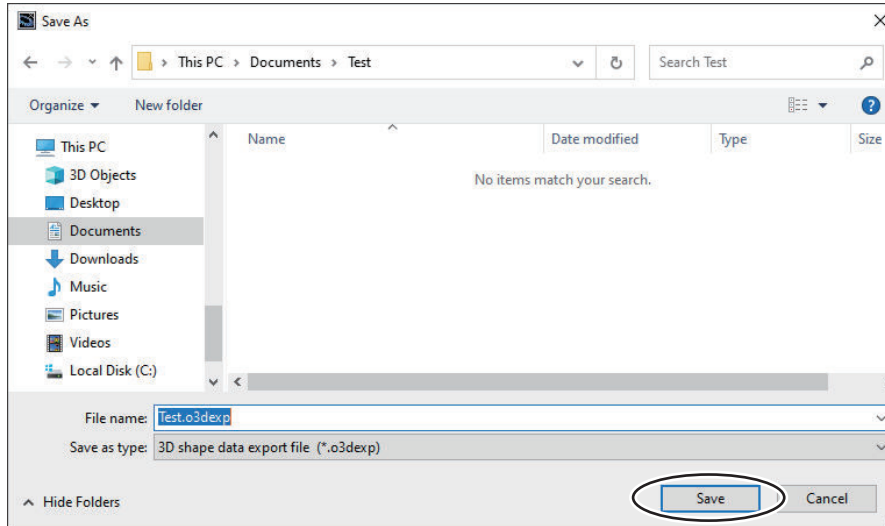 Save As
This PC > Documents > Test
Search Test
Organize
New folder
Name
Date modified
Type
Size
This PC
3D Objects
Desktop
Documents
Downloads
Music
Pictures
Videos
Local Disk (C:)
No items match your search.
File name: Test.o3dexp
Save as type: 3D shape data export file (*.o3dexp)
Hide Folders
Save
Cancel